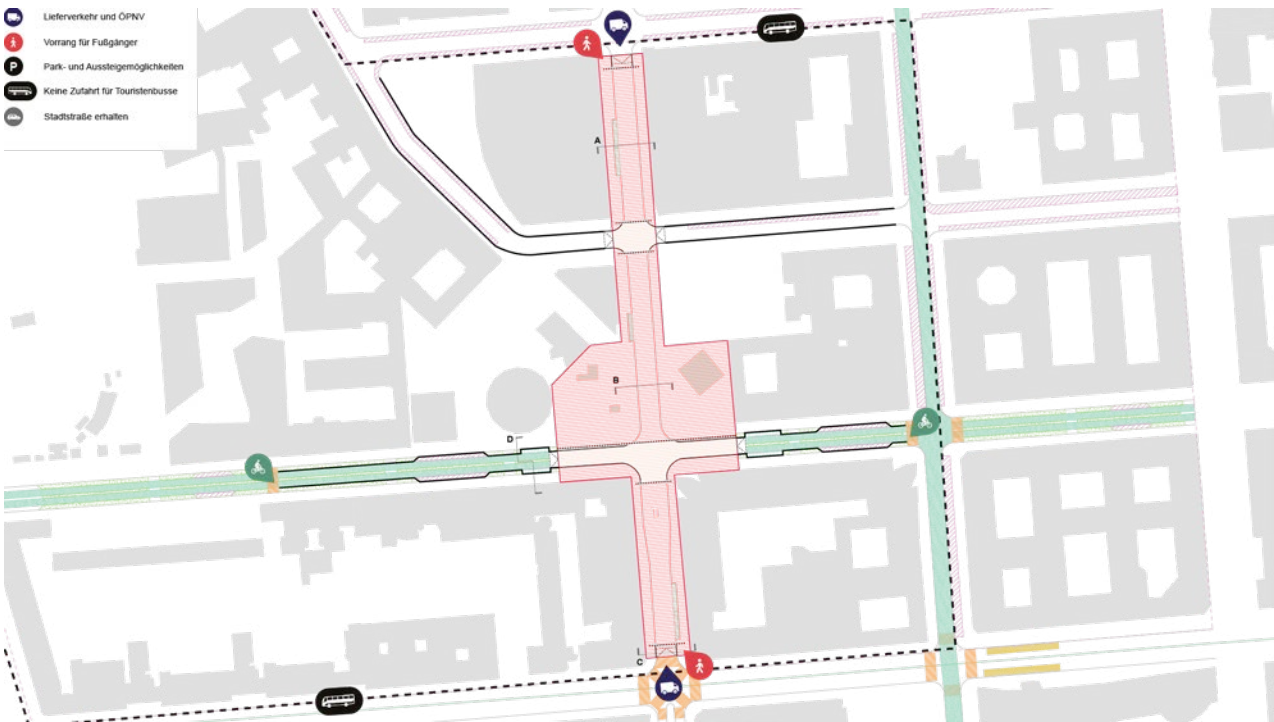 Lieferverkehr und ÖPNV
Vorrang für Fußgänger
P Park- und Aussteigemöglichkeiten
Keine Zufahrt für Touristenbusse
Stadtstraße erhalten
A
B
D
C